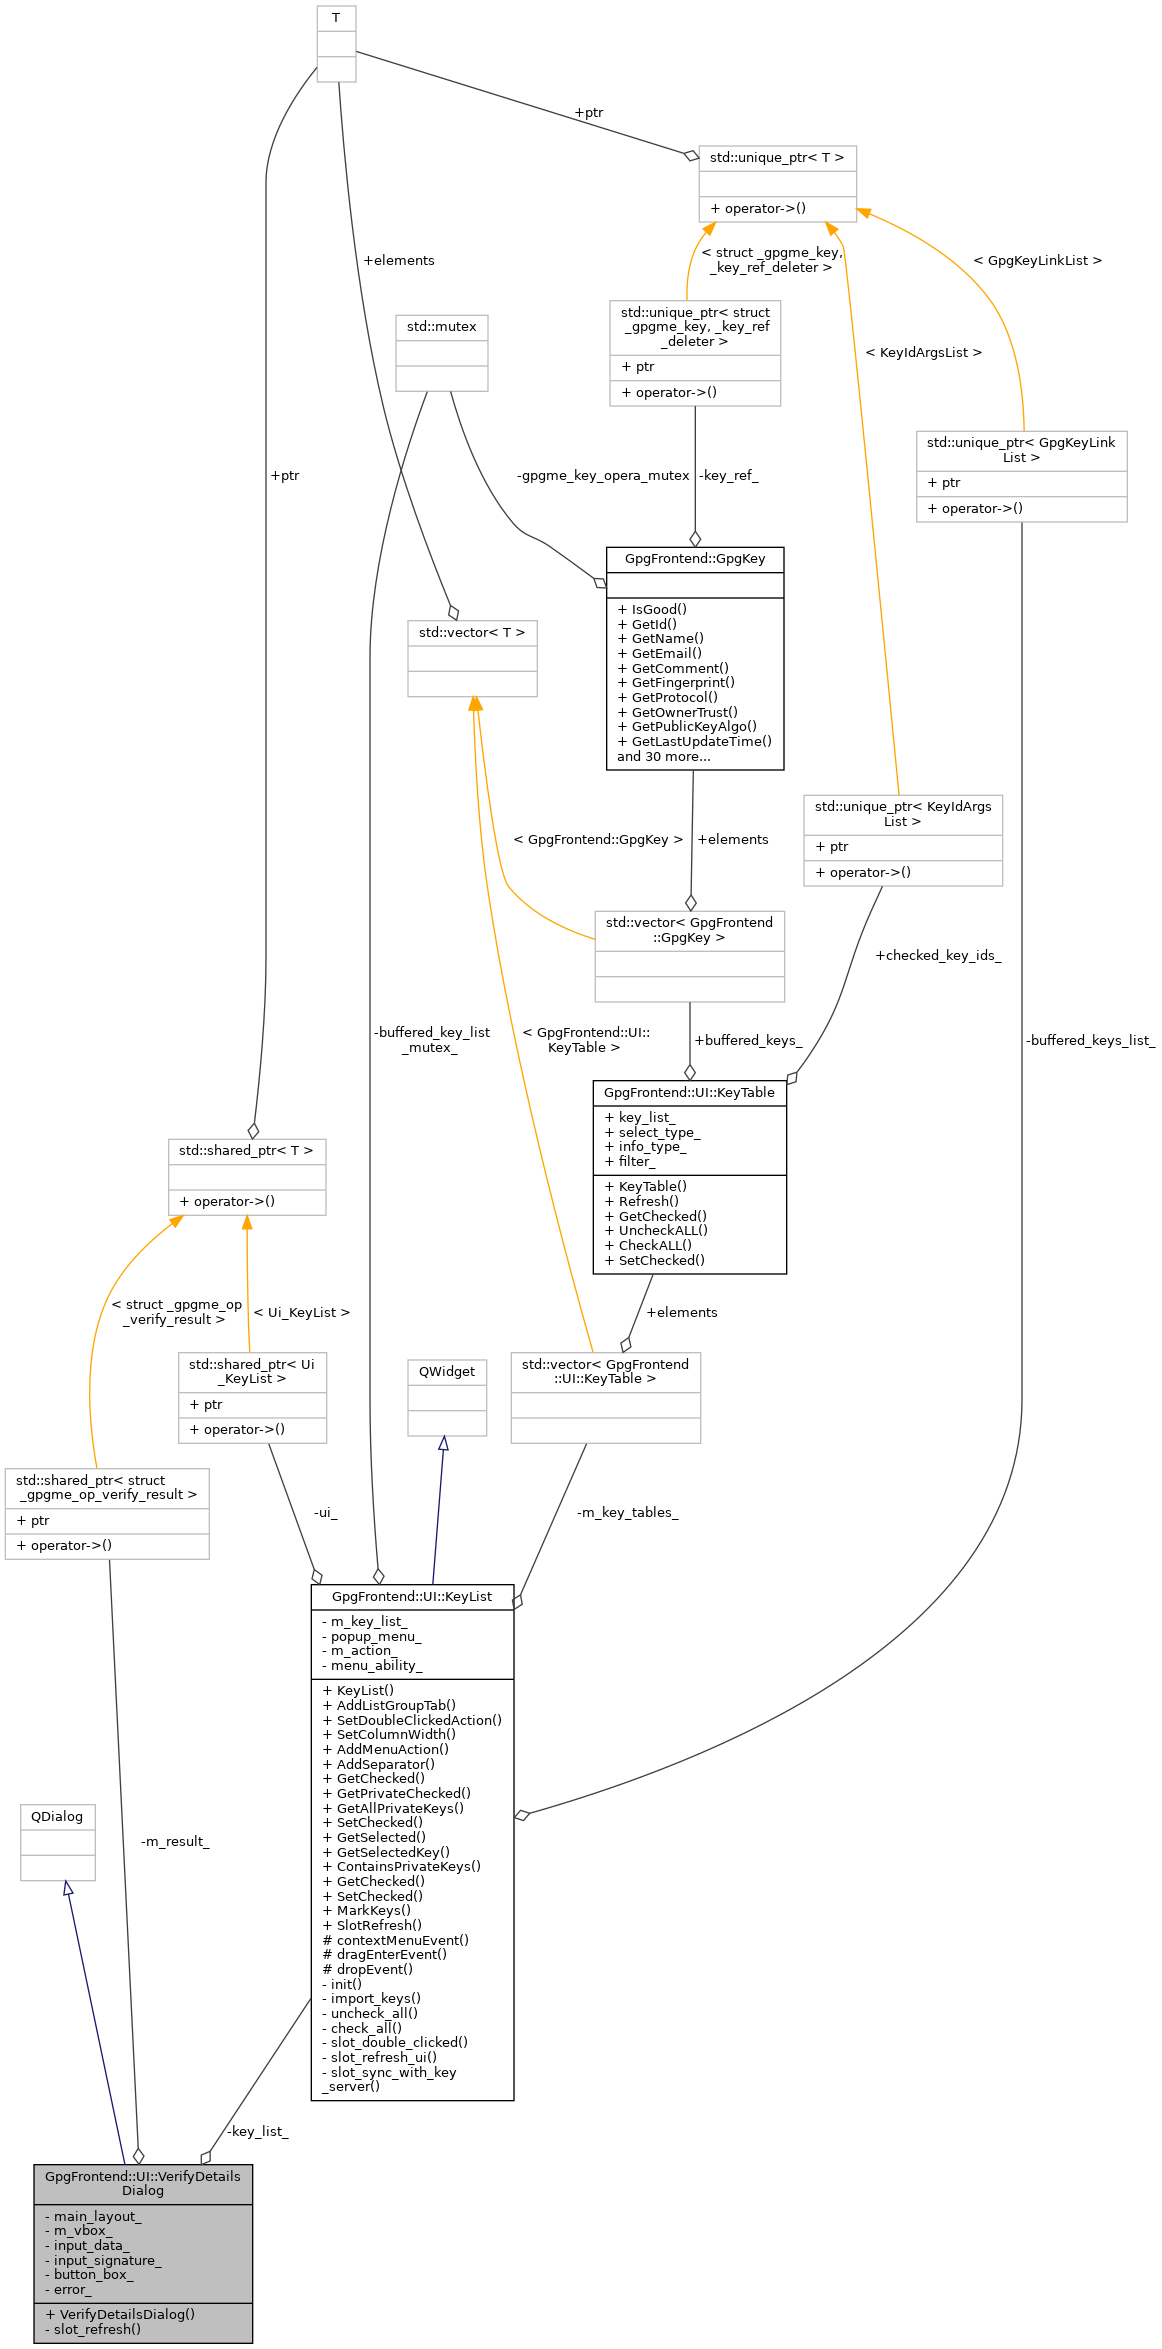 T
+ptr
std::unique_ptr< T >
+ operator->()
+elements
< struct _gpgme_key,
_key_ref_deleter >
< GpgKeyLinkList >
std::mutex
std::unique_ptr< struct
_gpgme_key, _key_ref
_deleter >
+ ptr
+ operator->()
< KeyIdArgsList >
std::unique_ptr< GpgKeyLink
List >
+ ptr
+ operator->()
+ptr
-gpgme_key_opera_mutex
-key_ref_
GpgFrontend::GpgKey
+ IsGood()
+ GetId()
+ GetName()
+ GetEmail()
+ GetComment()
+ GetFingerprint()
+ GetProtocol()
+ GetOwnerTrust()
+ GetPublicKeyAlgo()
+ GetLastUpdateTime()
and 30 more...
std::vector< T >
std::unique_ptr< KeyIdArgs
List >
+ ptr
+ operator->()
< GpgFrontend::GpgKey >
+elements
std::vector< GpgFrontend
::GpgKey >
+checked_key_ids_
-buffered_key_list
_mutex_
< GpgFrontend::UI::
KeyTable >
+buffered_keys_
-buffered_keys_list_
GpgFrontend::UI::KeyTable
+ key_list_
+ select_type_
+ info_type_
+ filter_
+ KeyTable()
+ Refresh()
+ GetChecked()
+ UncheckALL()
+ CheckALL()
+ SetChecked()
std::shared_ptr< T >
+ operator->()
< struct _gpgme_op
_verify_result >
< Ui_KeyList >
+elements
std::shared_ptr< Ui
_KeyList >
+ ptr
+ operator->()
QWidget
std::vector< GpgFrontend
::UI::KeyTable >
std::shared_ptr< struct
_gpgme_op_verify_result >
+ ptr
+ operator->()
-ui_
-m_key_tables_
GpgFrontend::UI::KeyList
- m_key_list_
- popup_menu_
- m_action_
- menu_ability_
+ KeyList()
+ AddListGroupTab()
+ SetDoubleClickedAction()
+ SetColumnWidth()
+ AddMenuAction()
+ AddSeparator()
+ GetChecked()
+ GetPrivateChecked()
+ GetAllPrivateKeys()
+ SetChecked()
+ GetSelected()
+ GetSelectedKey()
+ ContainsPrivateKeys()
+ GetChecked()
+ SetChecked()
+ MarkKeys()
+ SlotRefresh()
# contextMenuEvent()
# dragEnterEvent()
# dropEvent()
- init()
- import_keys()
- uncheck_all()
- check_all()
- slot_double_clicked()
- slot_refresh_ui()
- slot_sync_with_key
_server()
QDialog
-m_result_
-key_list_
GpgFrontend::UI::VerifyDetails
Dialog
- main_layout_
- m_vbox_
- input_data_
- input_signature_
- button_box_
- error_
+ VerifyDetailsDialog()
- slot_refresh()